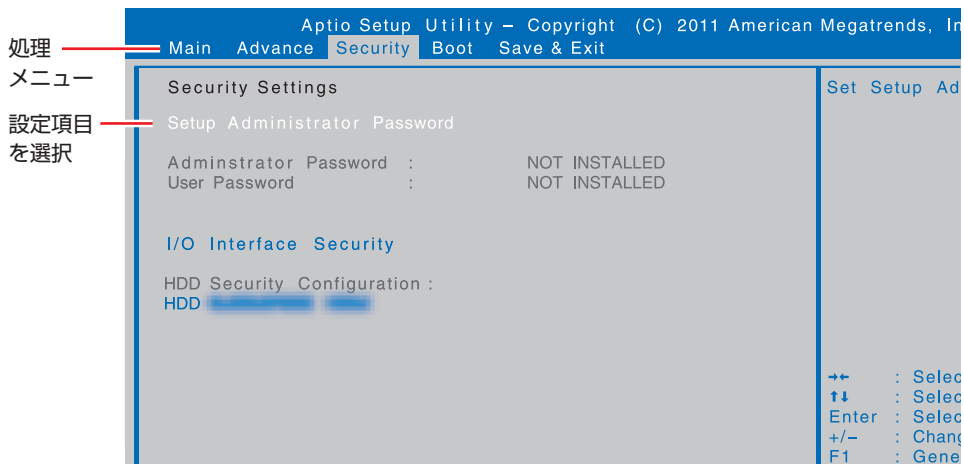 Aptio Setup Utility – Copyright (C) 2011 American Megatrends, In
処理
メニュー
Main Advance Security Boot Save & Exit
Security Settings
Set Setup Ad
設定項目
を選択
Setup Administrator Password
Adminstrator Password : NOT INSTALLED
User Password : NOT INSTALLED
I/O Interface Security
HDD Security Configuration :
HDD
→← : Selec
↑↓ : Selec
Enter : Selec
+/– : Chang
F1 : Gene